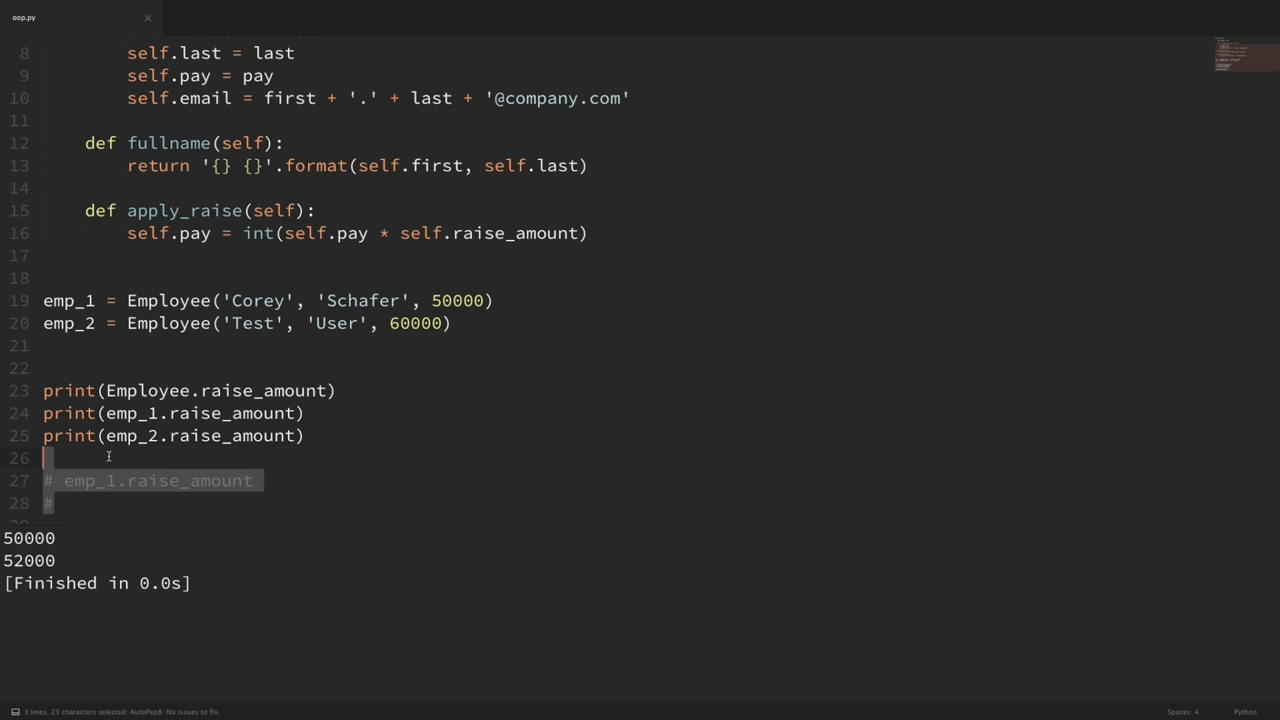 oop.py ×
8 self.last = last
9 self.pay = pay
10 self.email = first + '.' + last + '@company.com'
11
12 def fullname(self):
13 return '{} {}'.format(self.first, self.last)
14
15 def apply_raise(self):
16 self.pay = int(self.pay * self.raise_amount)
17
18
19 emp_1 = Employee('Corey', 'Schafer', 50000)
20 emp_2 = Employee('Test', 'User', 60000)
21
22
23 print(Employee.raise_amount)
24 print(emp_1.raise_amount)
25 print(emp_2.raise_amount)
26
27 # emp_1.raise_amount
28 #
50000
52000
[Finished in 0.0s]
3 lines, 23 characters selected; AutoPep8: No issues to fix. Spaces: 4 Python